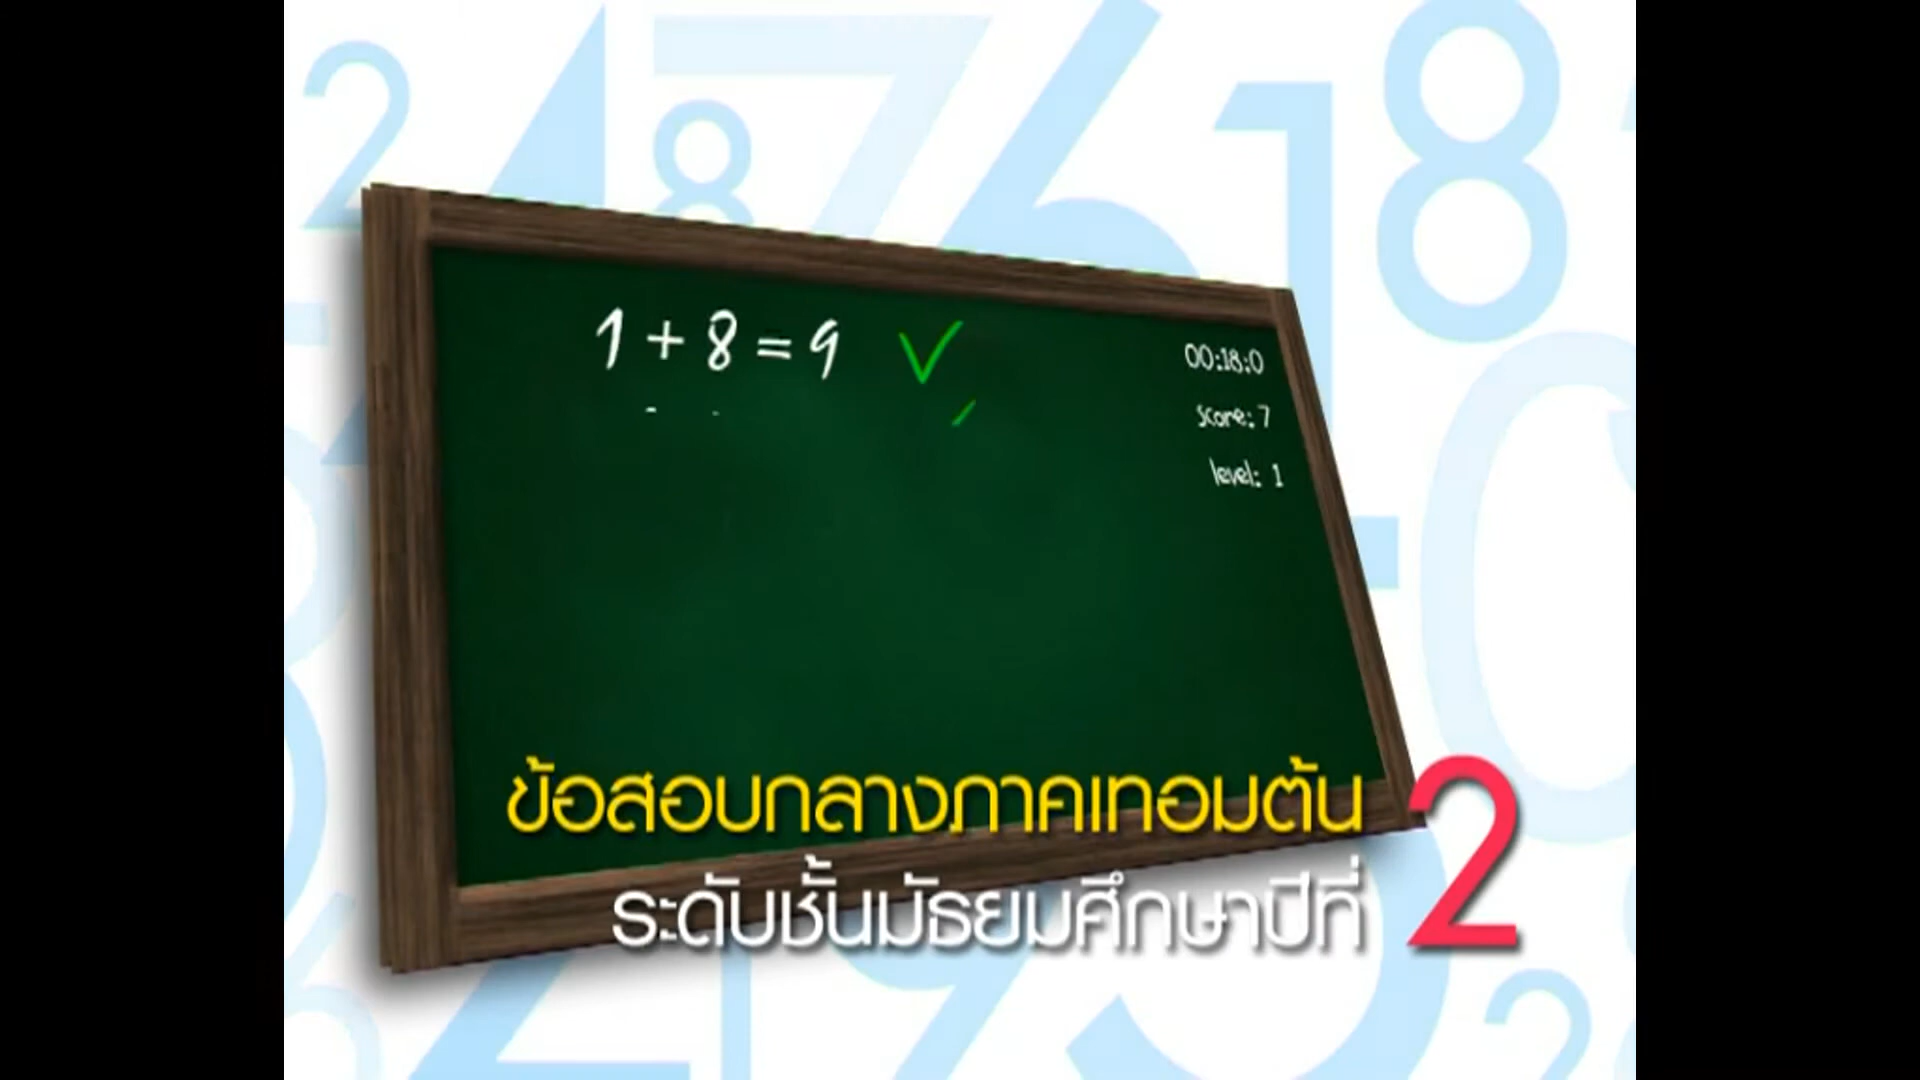 1 + 8 = 9 ✓
00:18:0
Score: 7
level: 1
ข้อสอบกลางภาคเทอมต้น
ระดับชั้นมัธยมศึกษาปีที่ 2